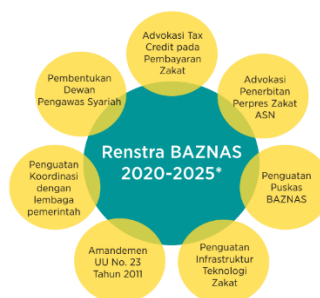 Advokasi Tax
Credit pada
Pembayaran
Zakat
Pembentukan
Dewan
Pengawas Syariah
Advokasi
Penerbitan
Perpres Zakat
ASN
Renstra BAZNAS
2020-2025*
Penguatan
Koordinasi
dengan
lembaga
pemerintah
Penguatan
Puskas
BAZNAS
Amandemen
UU No. 23
Tahun 2011
Penguatan
Infrastruktur
Teknologi
Zakat